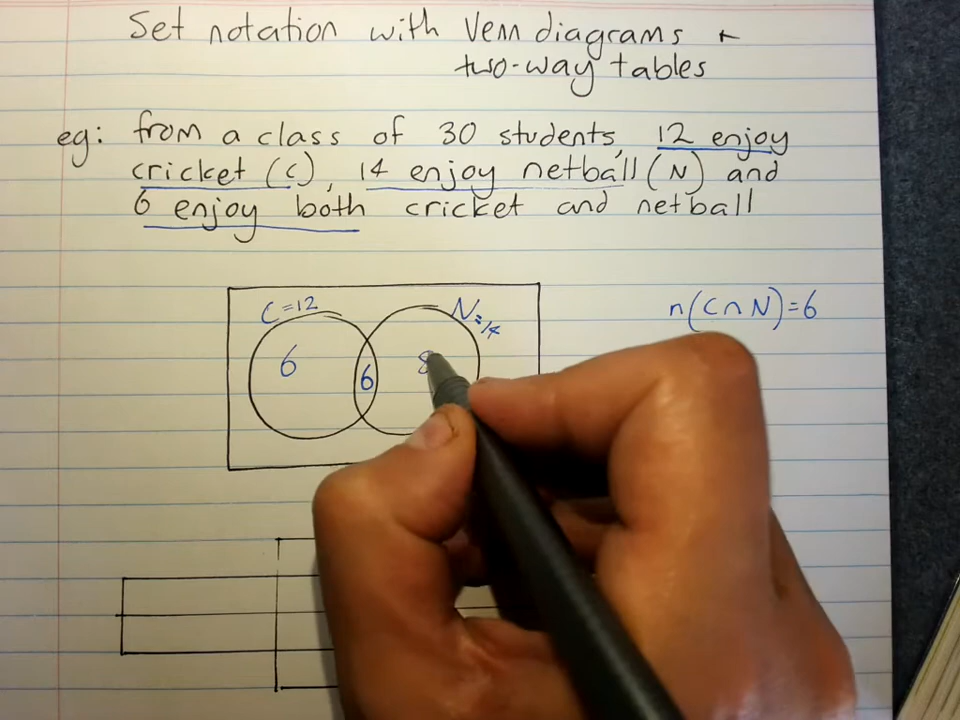 Set notation with Venn diagrams +
two-way tables
eg: from a class of 30 students, 12 enjoy
cricket (C), 14 enjoy netball (N) and
6 enjoy both cricket and netball
C=12
N=14
n(C∩N)=6
6
6
8